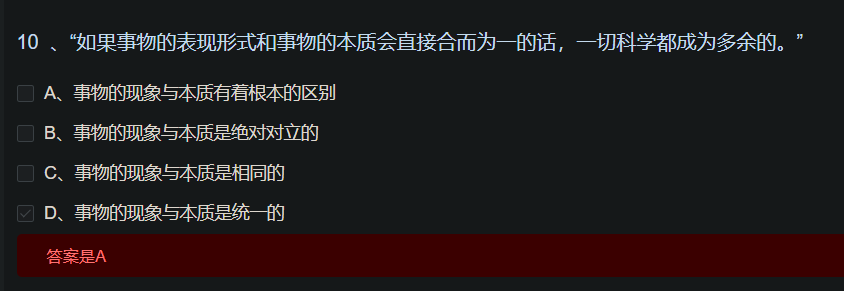 10 、“如果事物的表现形式和事物的本质会直接合而为一的话，一切科学都成为多余的。”
A、事物的现象与本质有着根本的区别
B、事物的现象与本质是绝对对立的
C、事物的现象与本质是相同的
D、事物的现象与本质是统一的
答案是A